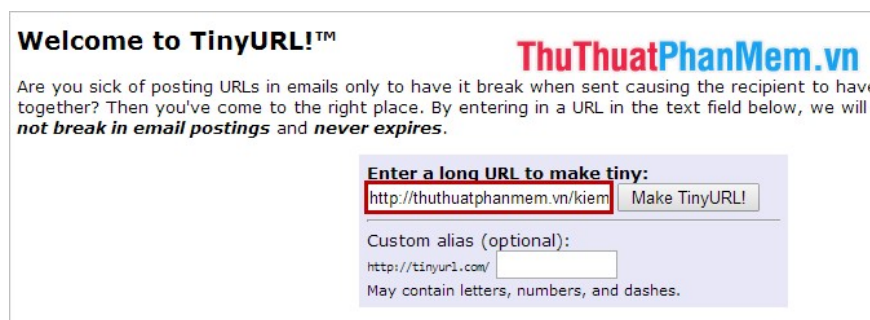 Welcome to TinyURL!™
ThuThuatPhanMem.vn
Are you sick of posting URLs in emails only to have it break when sent causing the recipient to have
together? Then you've come to the right place. By entering in a URL in the text field below, we will
not break in email postings and never expires.
Enter a long URL to make tiny:
http://thuthuatphanmem.vn/kiem Make TinyURL!
Custom alias (optional):
http://tinyurl.com/
May contain letters, numbers, and dashes.